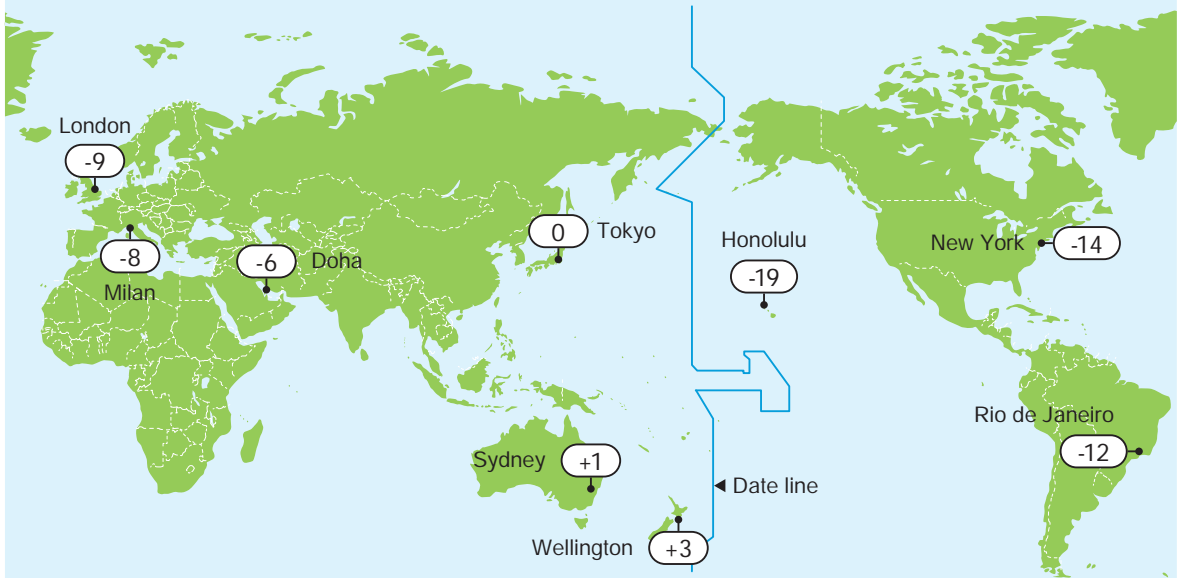 London
-9
-8
Milan
-6
Doha
0
Tokyo
Honolulu
-19
New York
-14
Rio de Janeiro
-12
Sydney
+1
◀ Date line
Wellington
+3